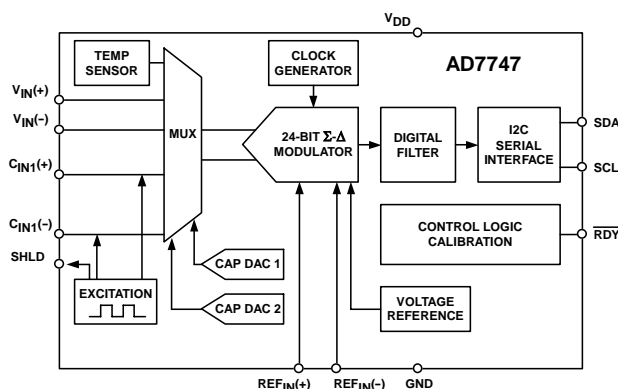 VDD
AD7747
TEMP
SENSOR
CLOCK
GENERATOR
VIN(+)
VIN(−)
MUX
24-BIT Σ-Δ
MODULATOR
DIGITAL
FILTER
I2C
SERIAL
INTERFACE
SDA
SCL
CIN1(+)
CIN1(−)
SHLD
EXCITATION
CAP DAC 1
CAP DAC 2
CONTROL LOGIC
CALIBRATION
RDY
VOLTAGE
REFERENCE
REFIN(+)
REFIN(−)
GND